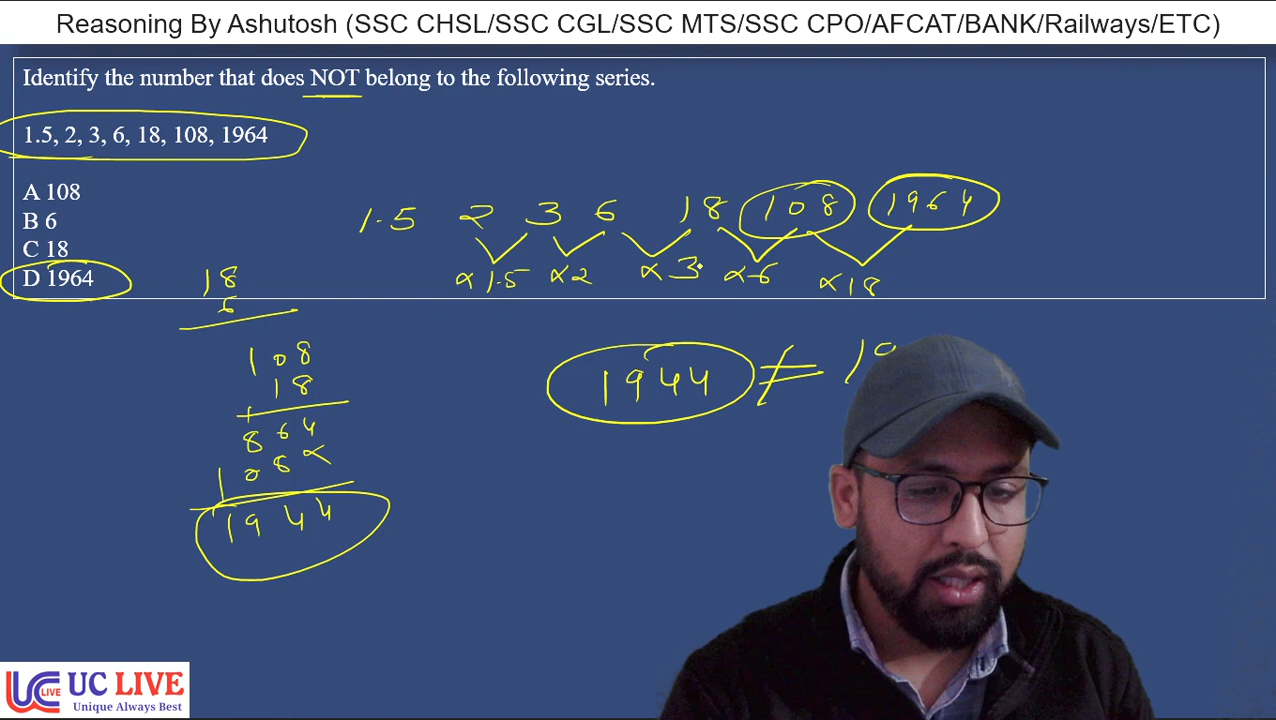 Reasoning By Ashutosh (SSC CHSL/SSC CGL/SSC MTS/SSC CPO/AFCAT/BANK/Railways/ETC)
Identify the number that does NOT belong to the following series.
1.5, 2, 3, 6, 18, 108, 1964
A 108
B 6
C 18
D 1964
1.5 2 3 6 18 108 1964
×1.5 ×2 ×3 ×6 ×18
18
6
108
18
864
108×
1944
1944 ≠ 19
LIVE
UC LIVE
Unique Always Best